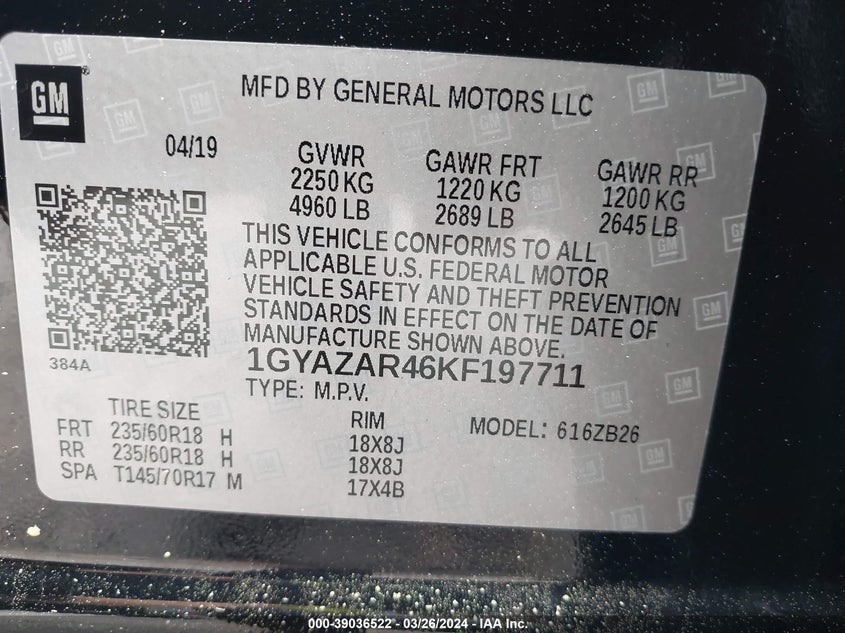 GM
MFD BY GENERAL MOTORS LLC
04/19
GVWR
2250 KG
4960 LB
GAWR FRT
1220 KG
2689 LB
GAWR RR
1200 KG
2645 LB
THIS VEHICLE CONFORMS TO ALL
APPLICABLE U.S. FEDERAL MOTOR
VEHICLE SAFETY AND THEFT PREVENTION
STANDARDS IN EFFECT ON THE DATE OF
MANUFACTURE SHOWN ABOVE.
384A
1GYAZAR46KF197711
TYPE: M.P.V.
TIRE SIZE
RIM
MODEL: 616ZB26
FRT 235/60R18 H 18X8J
RR 235/60R18 H 18X8J
SPA T145/70R17 M 17X4B
000-39036522 — 03/26/2024 — IAA Inc.